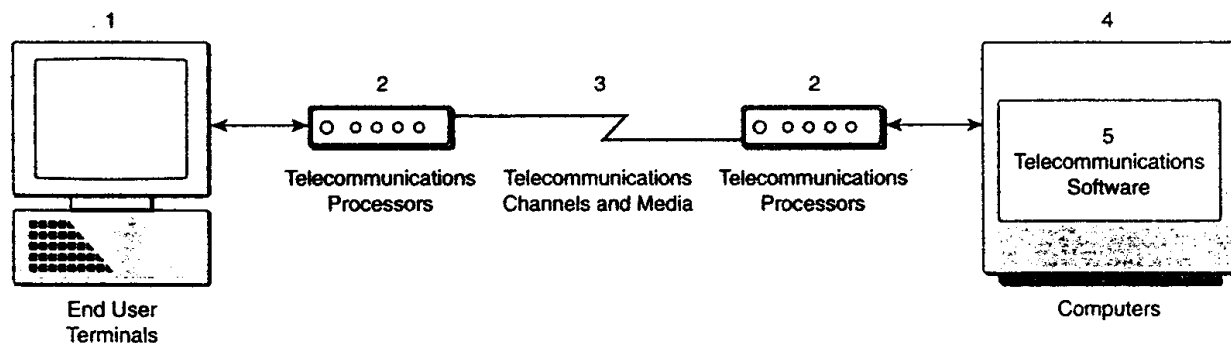 1
2
3
2
4
5
Telecommunications
Software
Telecommunications
Processors
Telecommunications
Channels and Media
Telecommunications
Processors
End User
Terminals
Computers